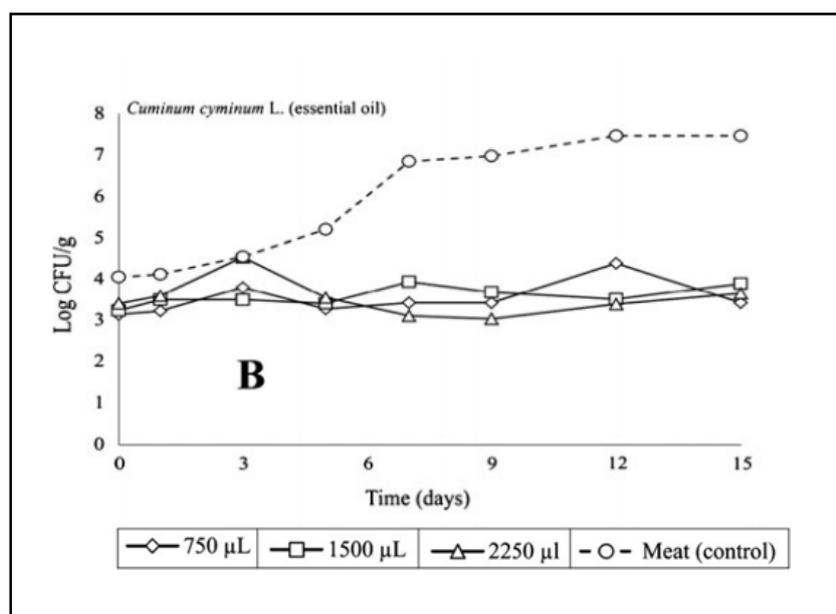 Cuminum cyminum L. (essential oil)
8
7
6
5
4
3
2
1
0
Log CFU/g
B
0 3 6 9 12 15
Time (days)
750 µL 1500 µL 2250 µl Meat (control)